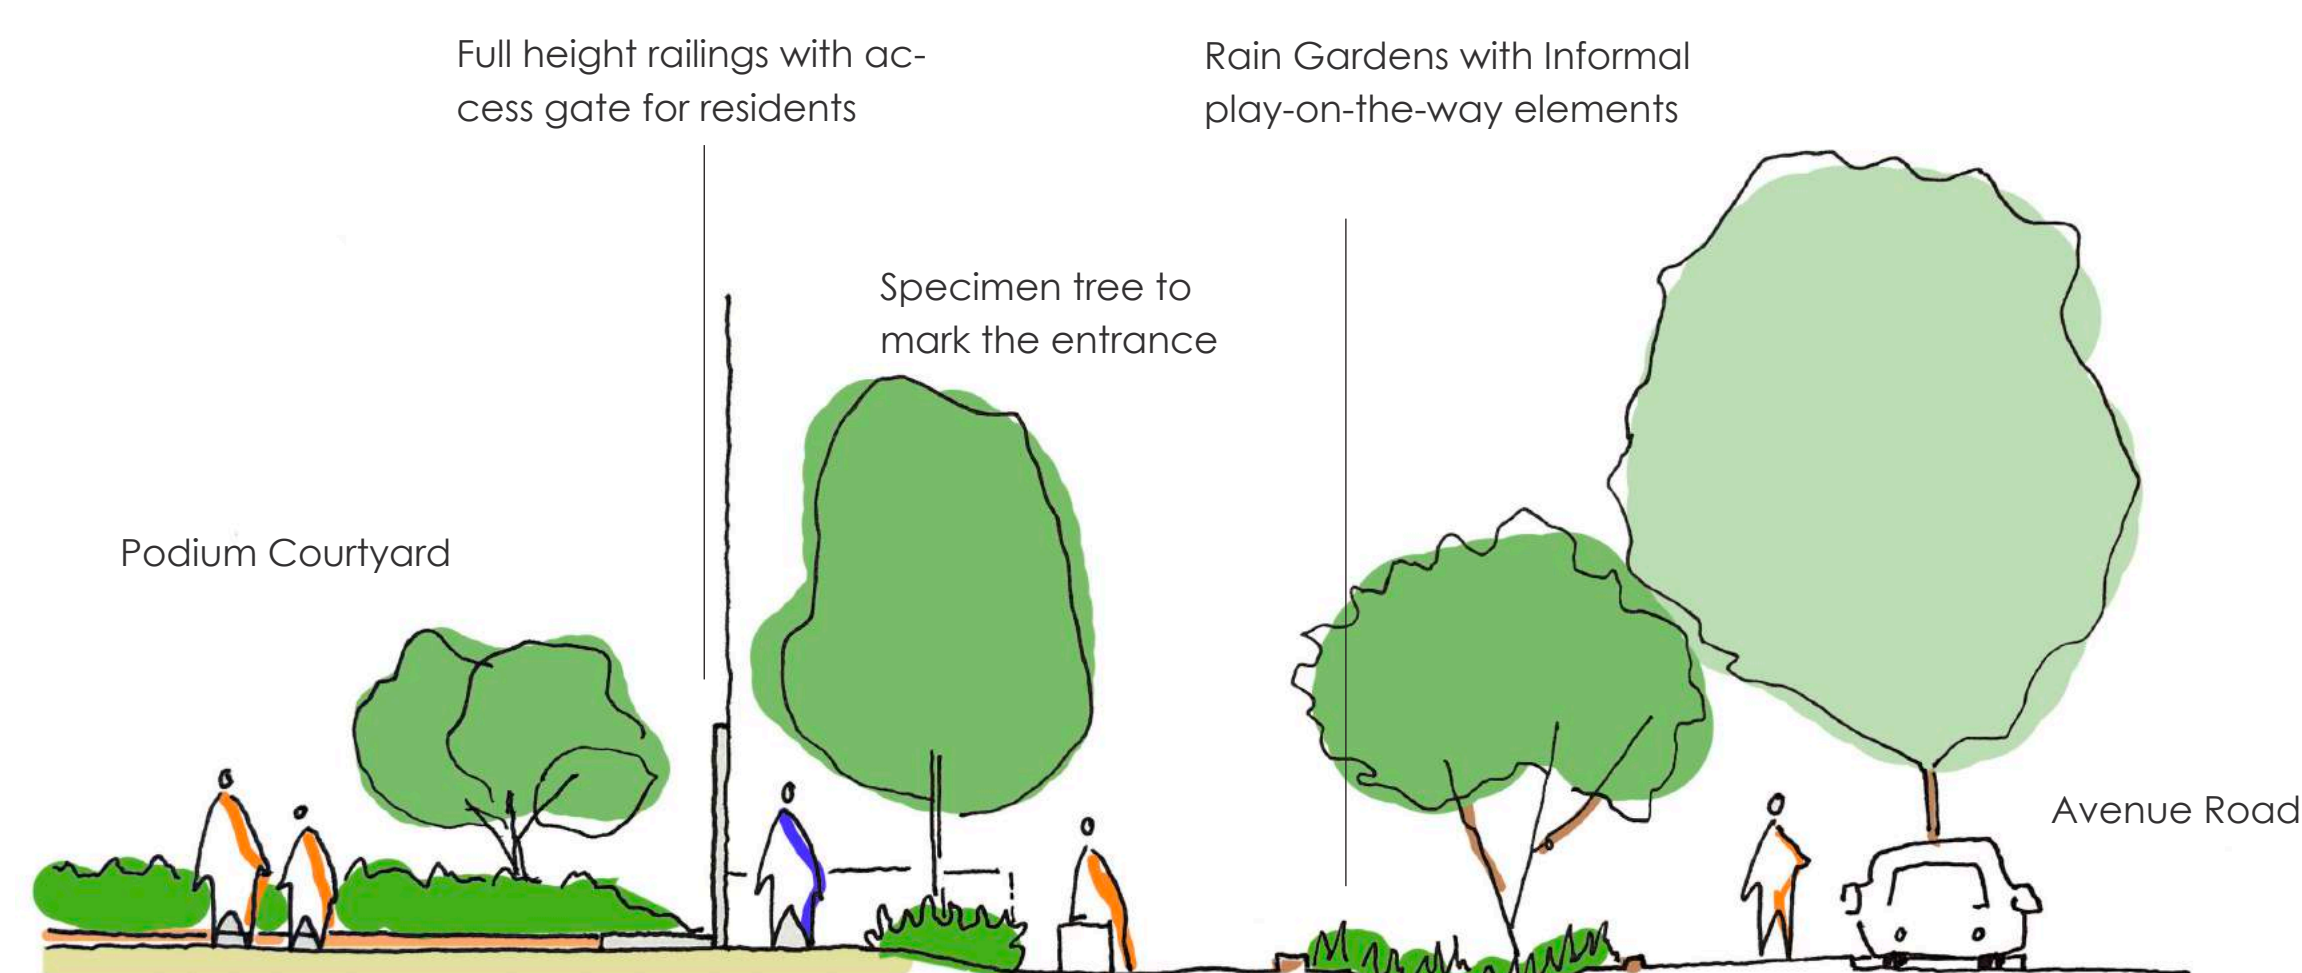 Full height railings with ac-
cess gate for residents
Rain Gardens with Informal
play-on-the-way elements
Specimen tree to
mark the entrance
Podium Courtyard
Avenue Road